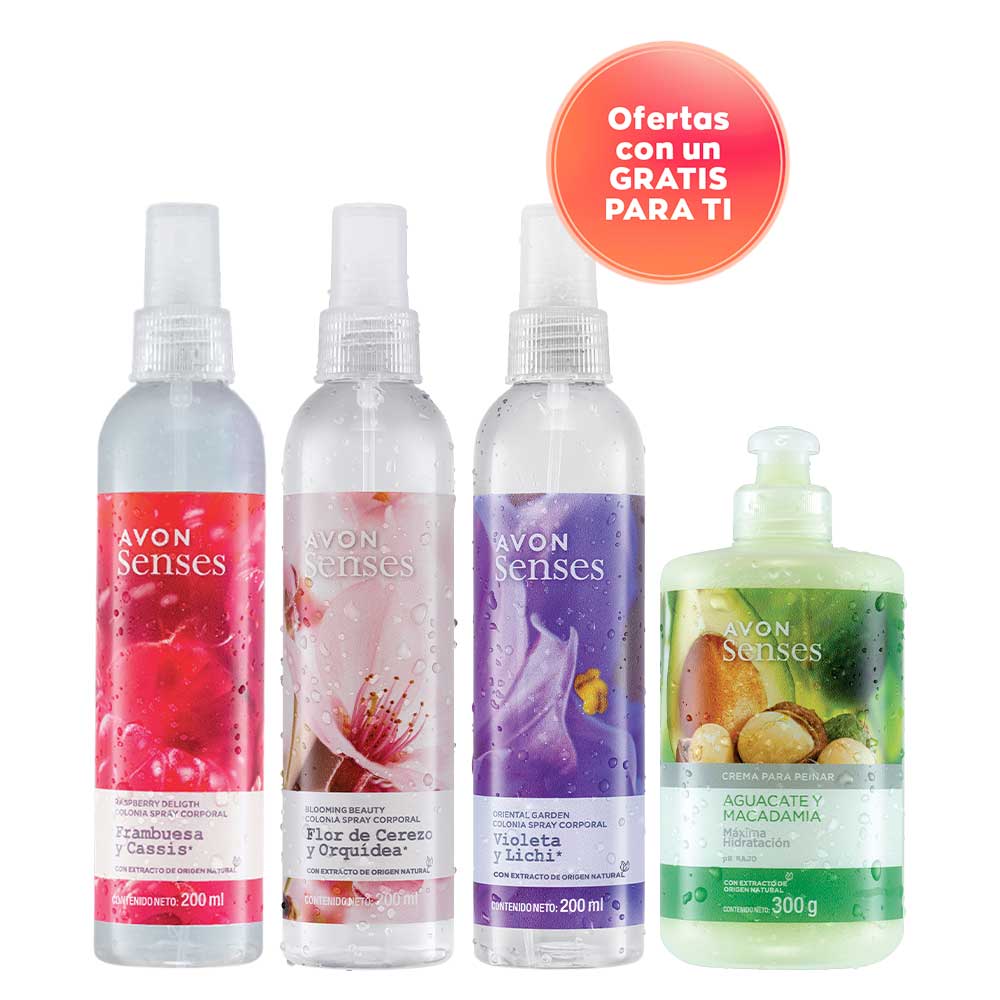 Ofertas
con un
GRATIS
PARA TI
AVON
Senses
RASPBERRY DELIGTH
COLONIA SPRAY CORPORAL
Frambuesa
y Cassis*
CON EXTRACTO DE ORIGEN NATURAL
CONTENIDO NETO: 200 ml
AVON
Senses
BLOOMING BEAUTY
COLONIA SPRAY CORPORAL
Flor de Cerezo
y Orquídea*
CON EXTRACTO DE ORIGEN NATURAL
CONTENIDO NETO: 200 ml
AVON
Senses
ORIENTAL GARDEN
COLONIA SPRAY CORPORAL
Violeta
y Lichi*
CON EXTRACTO DE ORIGEN NATURAL
CONTENIDO NETO: 200 ml
AVON
Senses
CREMA PARA PEINAR
AGUACATE Y
MACADAMIA
Máxima
Hidratación
pH BAJO
CON EXTRACTO DE
ORIGEN NATURAL
CONTENIDO NETO: 300 g